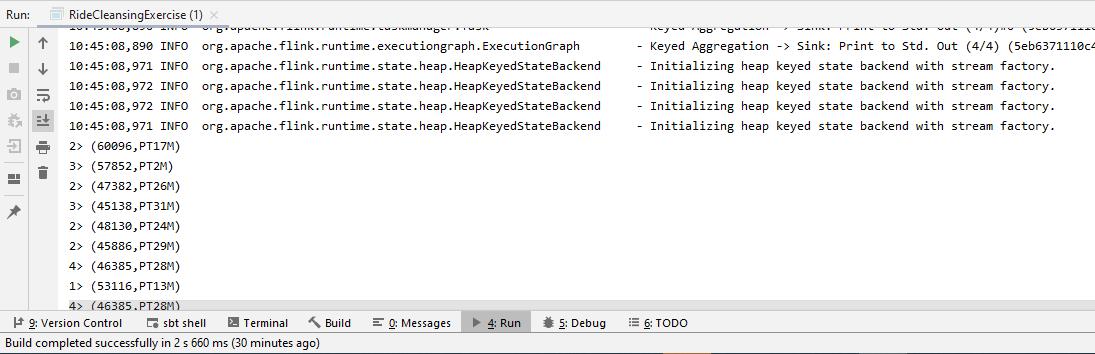 Run: RideCleansingExercise (1)
10:45:08,890 INFO org.apache.flink.runtime.executiongraph.ExecutionGraph - Keyed Aggregation -> Sink: Print to Std. Out (4/4) (5eb6371110c4
10:45:08,971 INFO org.apache.flink.runtime.state.heap.HeapKeyedStateBackend - Initializing heap keyed state backend with stream factory.
10:45:08,972 INFO org.apache.flink.runtime.state.heap.HeapKeyedStateBackend - Initializing heap keyed state backend with stream factory.
10:45:08,972 INFO org.apache.flink.runtime.state.heap.HeapKeyedStateBackend - Initializing heap keyed state backend with stream factory.
10:45:08,971 INFO org.apache.flink.runtime.state.heap.HeapKeyedStateBackend - Initializing heap keyed state backend with stream factory.
2> (60096,PT17M)
3> (57852,PT2M)
2> (47382,PT26M)
3> (45138,PT31M)
2> (48130,PT24M)
2> (45886,PT29M)
4> (46385,PT28M)
1> (53116,PT13M)
4> (46385,PT28M)
9: Version Control sbt shell Terminal Build 0: Messages 4: Run 5: Debug 6: TODO
Build completed successfully in 2 s 660 ms (30 minutes ago)